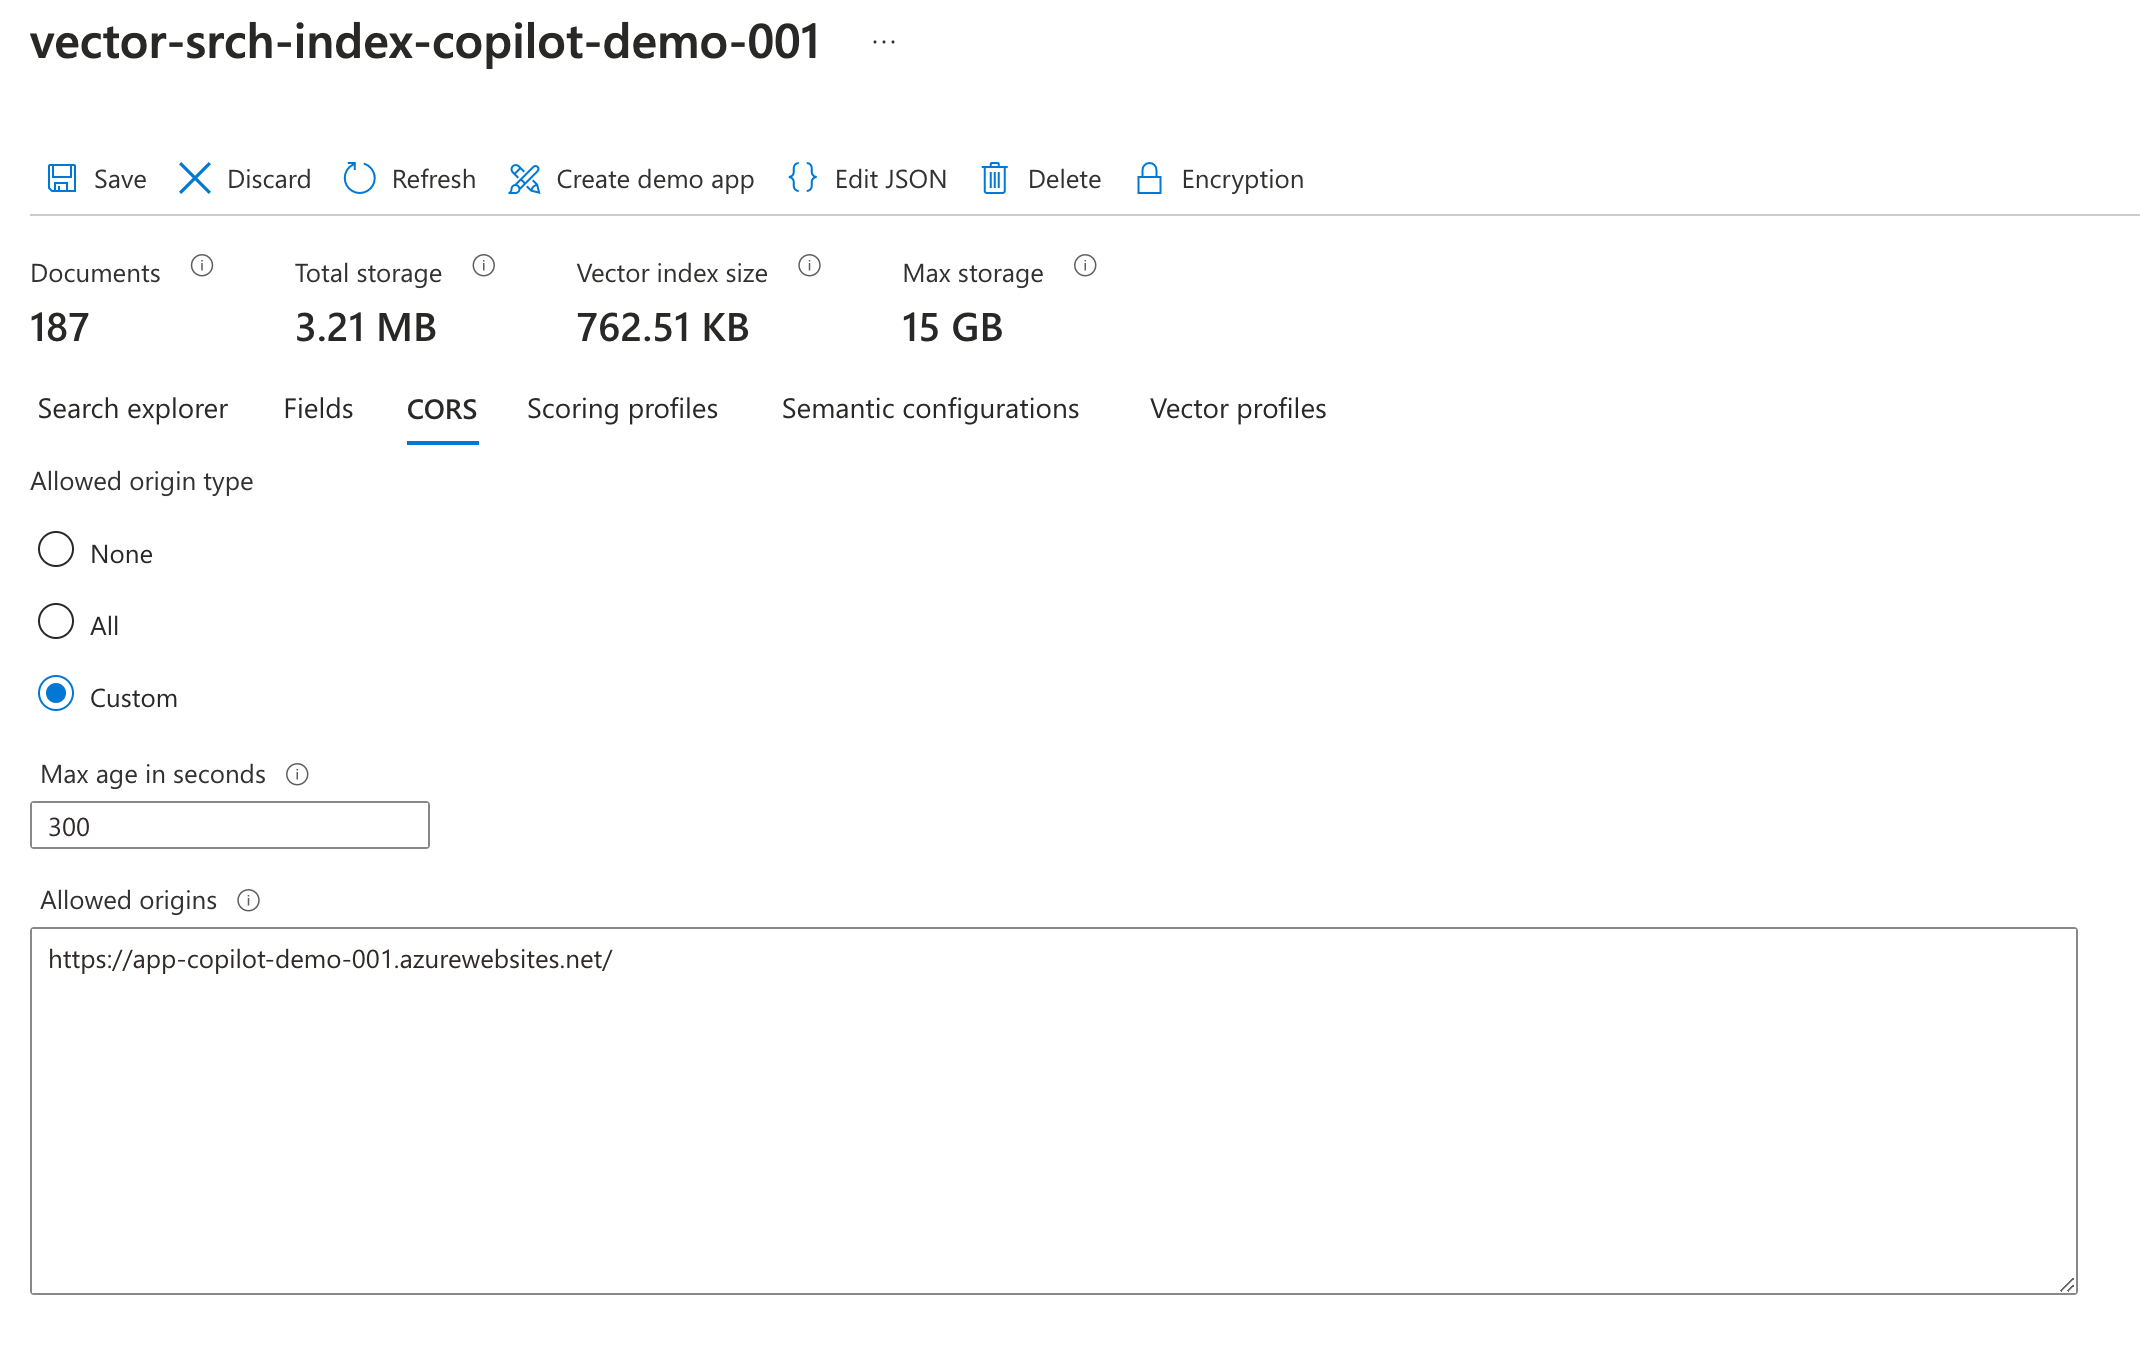 vector-srch-index-copilot-demo-001 ...
Save Discard Refresh Create demo app Edit JSON Delete Encryption
Documents Total storage Vector index size Max storage
187 3.21 MB 762.51 KB 15 GB
Search explorer Fields CORS Scoring profiles Semantic configurations Vector profiles
Allowed origin type
None
All
Custom
Max age in seconds
300
Allowed origins
https://app-copilot-demo-001.azurewebsites.net/